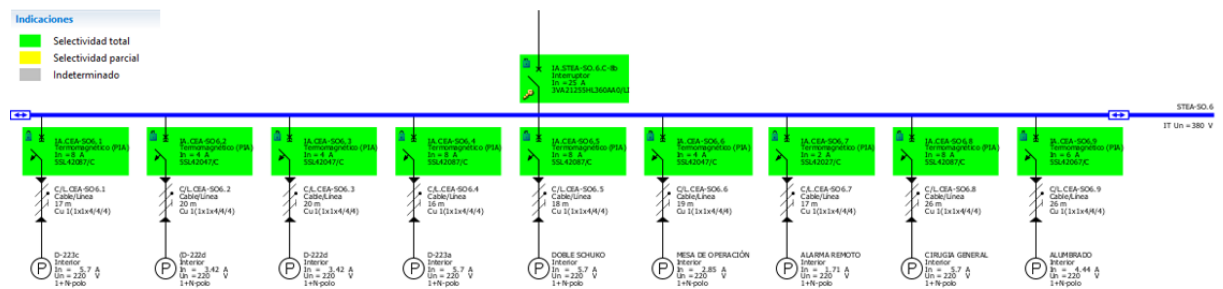 Indicaciones
Selectividad total
Selectividad parcial
Indeterminado
IA.STEA-SO.6.C-8b
Interruptor
In =25 A
STEA-SO.6
IT Un =380 V
IA.CEA-SO6.1
Termomagnético (PIA)
In = 8 A
SSL42087/C
IA.CEA-SO6.2
Termomagnético (PIA)
In = 4 A
SSL42047/C
IA.CEA-SO6.3
Termomagnético (PIA)
In = 4 A
SSL42047/C
IA.CEA-SO6.4
Termomagnético (PIA)
In = 8 A
SSL42087/C
IA.CEA-SO6.5
Termomagnético (PIA)
In = 8 A
SSL42087/C
IA.CEA-SO6.6
Termomagnético (PIA)
In = 4 A
SSL42047/C
IA.CEA-SO6.7
Termomagnético (PIA)
In = 2 A
SSL42027/C
IA.CEA-SO6.8
Termomagnético (PIA)
In = 8 A
SSL42087/C
IA.CEA-SO6.9
Termomagnético (PIA)
In = 6 A
SSL42067/C
C/L.CEA-SO6.1
Cable/Línea
17 m
Cu 1(1x1x4/4/4)
C/L.CEA-SO6.2
Cable/Línea
20 m
Cu 1(1x1x4/4/4)
C/L.CEA-SO6.3
Cable/Línea
20 m
Cu 1(1x1x4/4/4)
C/L.CEA-SO6.4
Cable/Línea
16 m
Cu 1(1x1x4/4/4)
C/L.CEA-SO6.5
Cable/Línea
18 m
Cu 1(1x1x4/4/4)
C/L.CEA-SO6.6
Cable/Línea
19 m
Cu 1(1x1x4/4/4)
C/L.CEA-SO6.7
Cable/Línea
17 m
Cu 1(1x1x4/4/4)
C/L.CEA-SO6.8
Cable/Línea
26 m
Cu 1(1x1x4/4/4)
C/L.CEA-SO6.9
Cable/Línea
26 m
Cu 1(1x1x4/4/4)
P
D-223c
Interior
In = 5.7 A
Un = 220 V
1+N-polo
P
(D-222d
Interior
In = 3.42 A
Un = 220 V
1+N-polo
P
D-222d
Interior
In = 3.42 A
Un = 220 V
1+N-polo
P
D-223a
Interior
In = 5.7 A
Un = 220 V
1+N-polo
P
DOBLE SCHUKO
Interior
In = 5.7 A
Un = 220 V
1+N-polo
P
MESA DE OPERACIÓN
Interior
In = 2.85 A
Un = 220 V
1+N-polo
P
ALARMA REMOTO
Interior
In = 1.71 A
Un = 220 V
1+N-polo
P
CIRUGIA GENERAL
Interior
In = 5.7 A
Un = 220 V
1+N-polo
P
ALUMBRADO
Interior
In = 4.44 A
Un = 220 V
1+N-polo